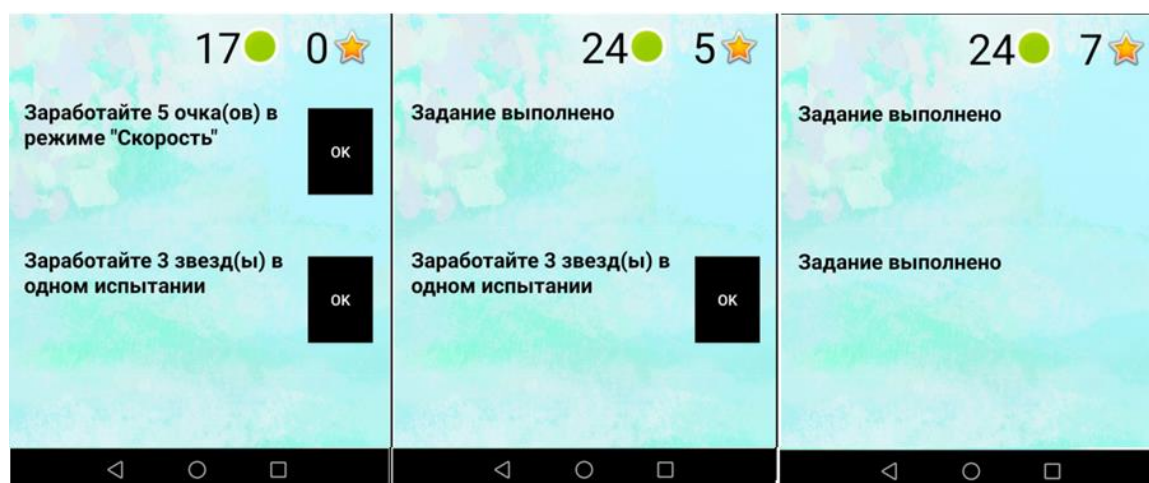 17 0
Заработайте 5 очка(ов) в
режиме "Скорость"
OK
Заработайте 3 звезд(ы) в
одном испытании
OK
24 5
Задание выполнено
Заработайте 3 звезд(ы) в
одном испытании
OK
24 7
Задание выполнено
Задание выполнено